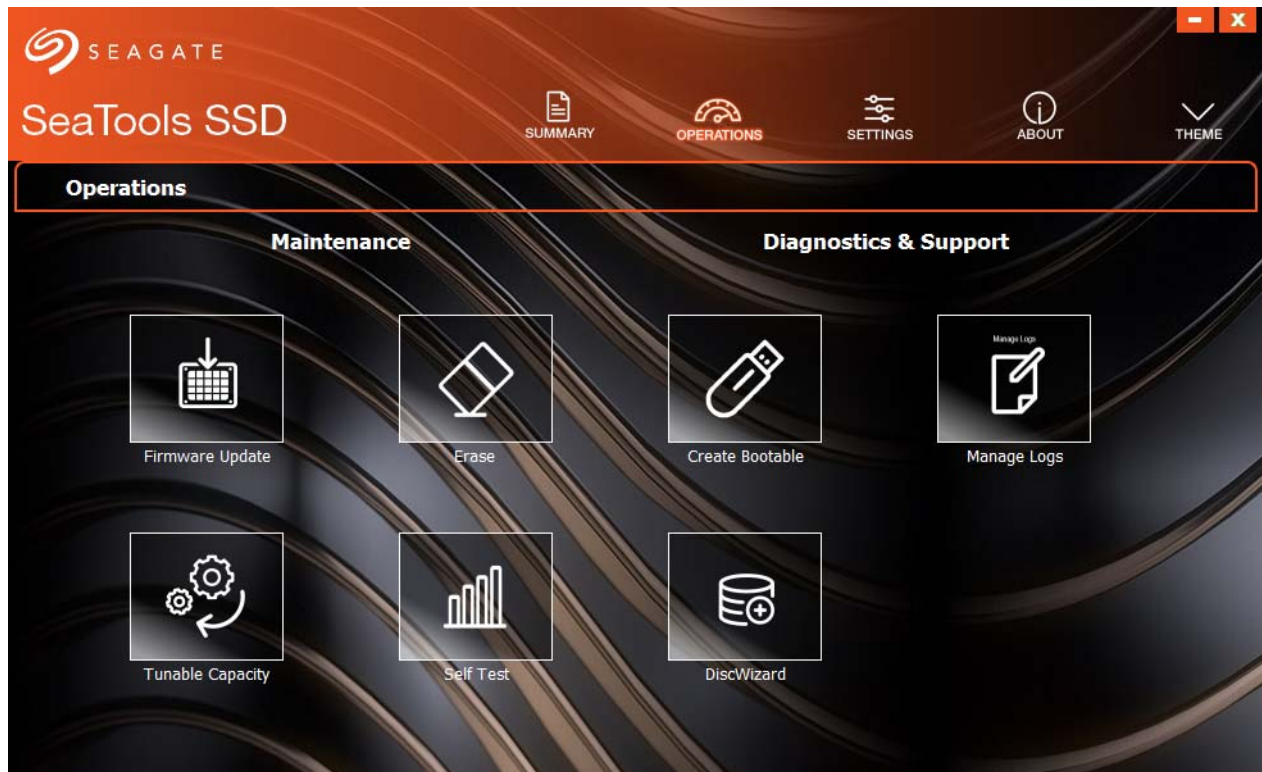 SEAGATE
- X
SeaTools SSD
SUMMARY
OPERATIONS
SETTINGS
ABOUT
THEME
Operations
Maintenance
Diagnostics & Support
Manage Logs
Firmware Update
Erase
Create Bootable
Manage Logs
Tunable Capacity
Self Test
DiscWizard